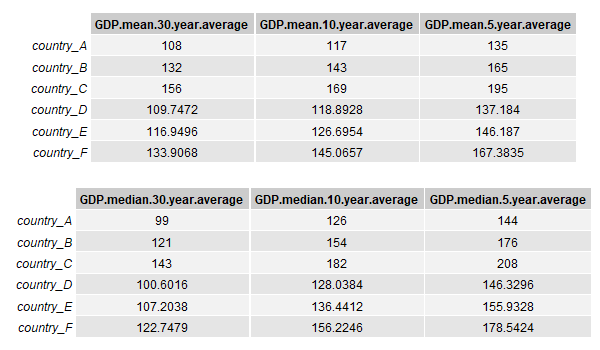 GDP.mean.30.year.average GDP.mean.10.year.average GDP.mean.5.year.average
country_A 108 117 135
country_B 132 143 165
country_C 156 169 195
country_D 109.7472 118.8928 137.184
country_E 116.9496 126.6954 146.187
country_F 133.9068 145.0657 167.3835
GDP.median.30.year.average GDP.median.10.year.average GDP.median.5.year.average
country_A 99 126 144
country_B 121 154 176
country_C 143 182 208
country_D 100.6016 128.0384 146.3296
country_E 107.2038 136.4412 155.9328
country_F 122.7479 156.2246 178.5424